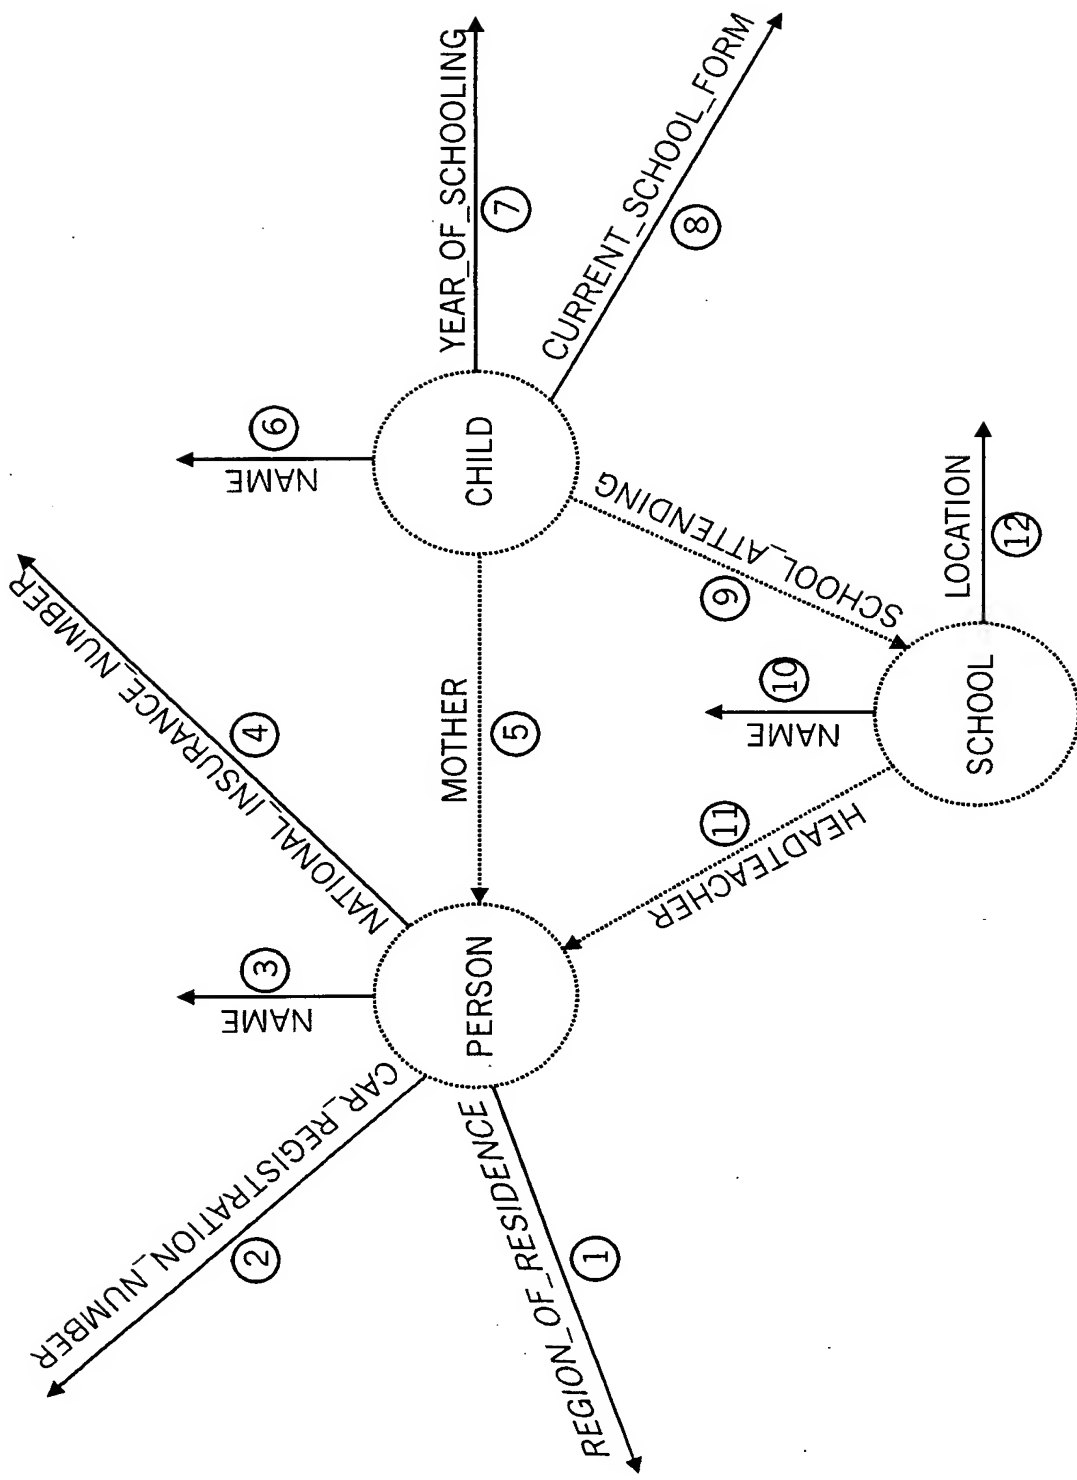 REGION_OF_RESIDENCE
1
CAR_REGISTRATION_NUMBER
2
NAME
3
NATIONAL_INSURANCE_NUMBER
4
PERSON
MOTHER
5
NAME
6
CHILD
YEAR_OF_SCHOOLING
7
CURRENT_SCHOOL_FORM
8
SCHOOL_ATTENDING
9
NAME
10
HEADTEACHER
11
SCHOOL
LOCATION
12